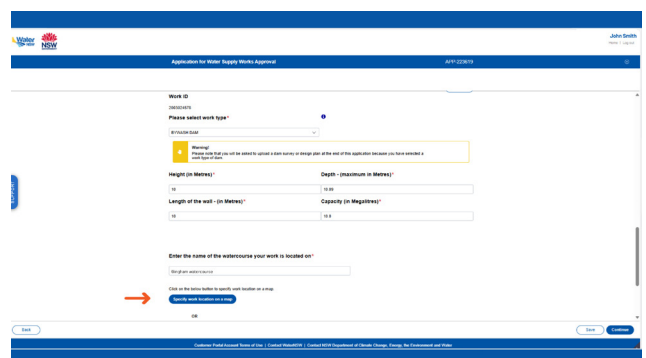 Water
NSW
NSW
John Smith
Home | Log out
Application for Water Supply Works Approval
APP-223619
Work ID
Please select work type*
BYWASH DAM
Warning!
Please note that you will be asked to upload a dam survey or design plan at the end of this application because you have selected a
work type of dam
Height (in Metres)*
Depth - (maximum in Metres)*
10
10.00
Length of the wall - (in Metres)*
Capacity (in Megalitres)*
10
10.0
Enter the name of the watercourse your work is located on*
Click on the below button to specify work location on a map
Specify work location on a map
OR
Back
Save
Continue
Customer Portal Account Terms of Use | Contact WaterNSW | Contact NSW Department of Climate Change, Energy, the Environment and Water